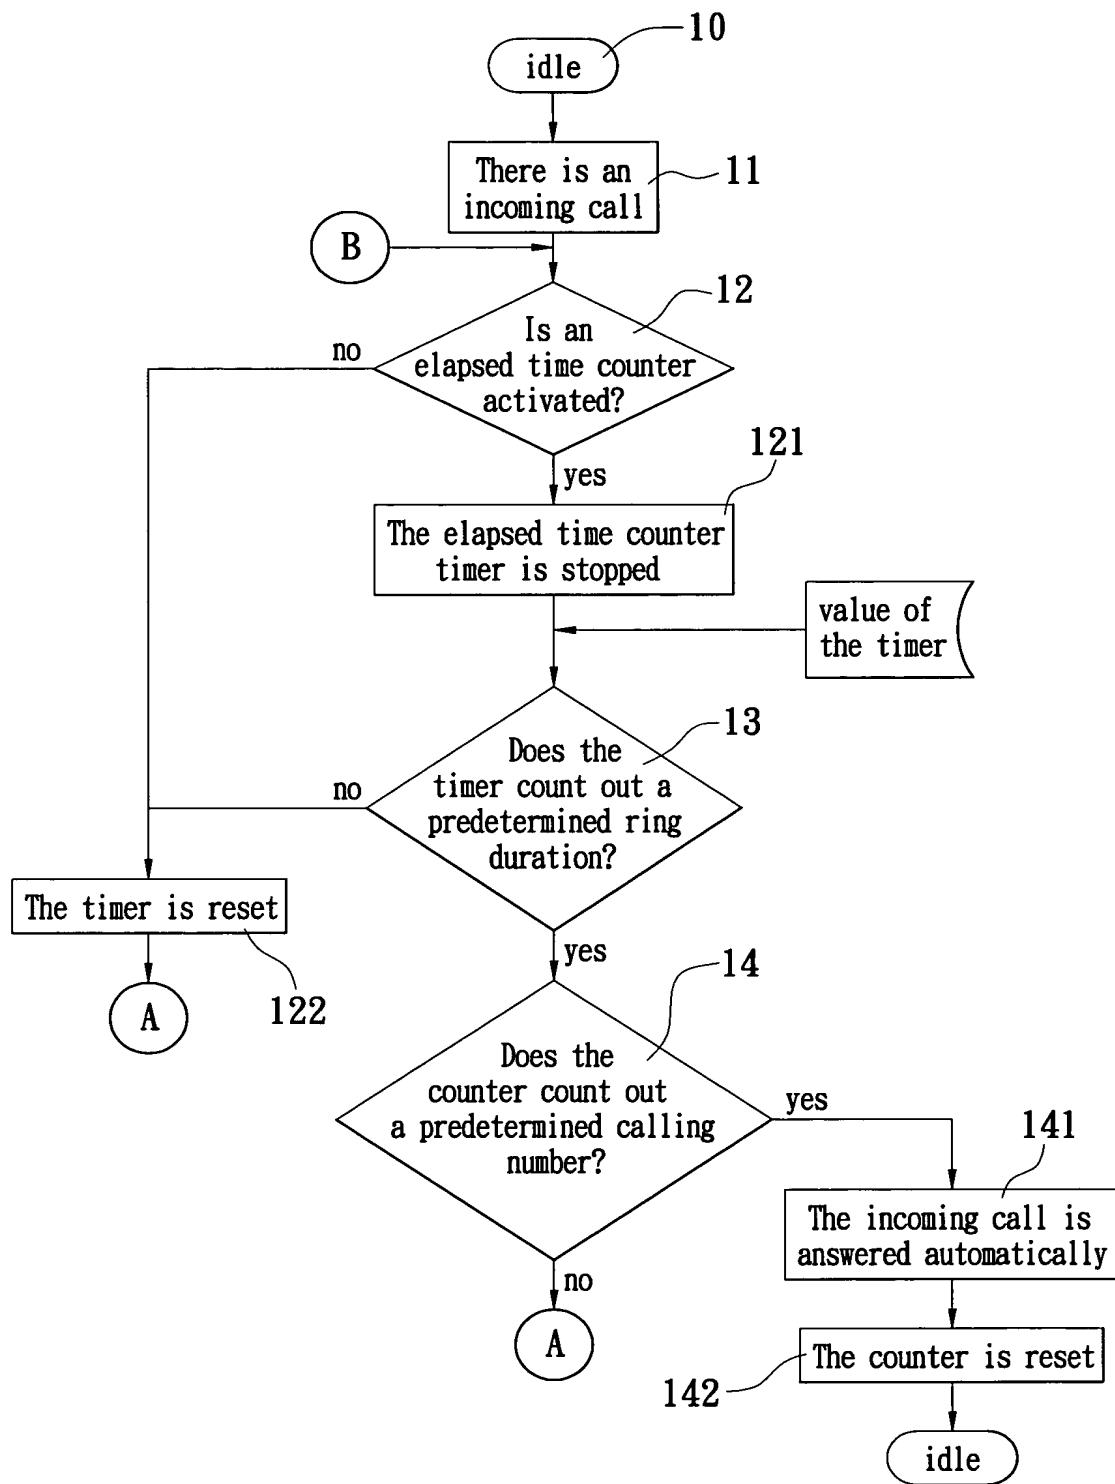 10
idle
There is an
incoming call
11
B
12
Is an
elapsed time counter
activated?
no
yes
121
The elapsed time counter
timer is stopped
value of
the timer
13
Does the
timer count out a
predetermined ring
duration?
no
The timer is reset
122
A
yes
14
Does the
counter count out
a predetermined calling
number?
yes
141
The incoming call is
answered automatically
no
A
The counter is reset
142
idle